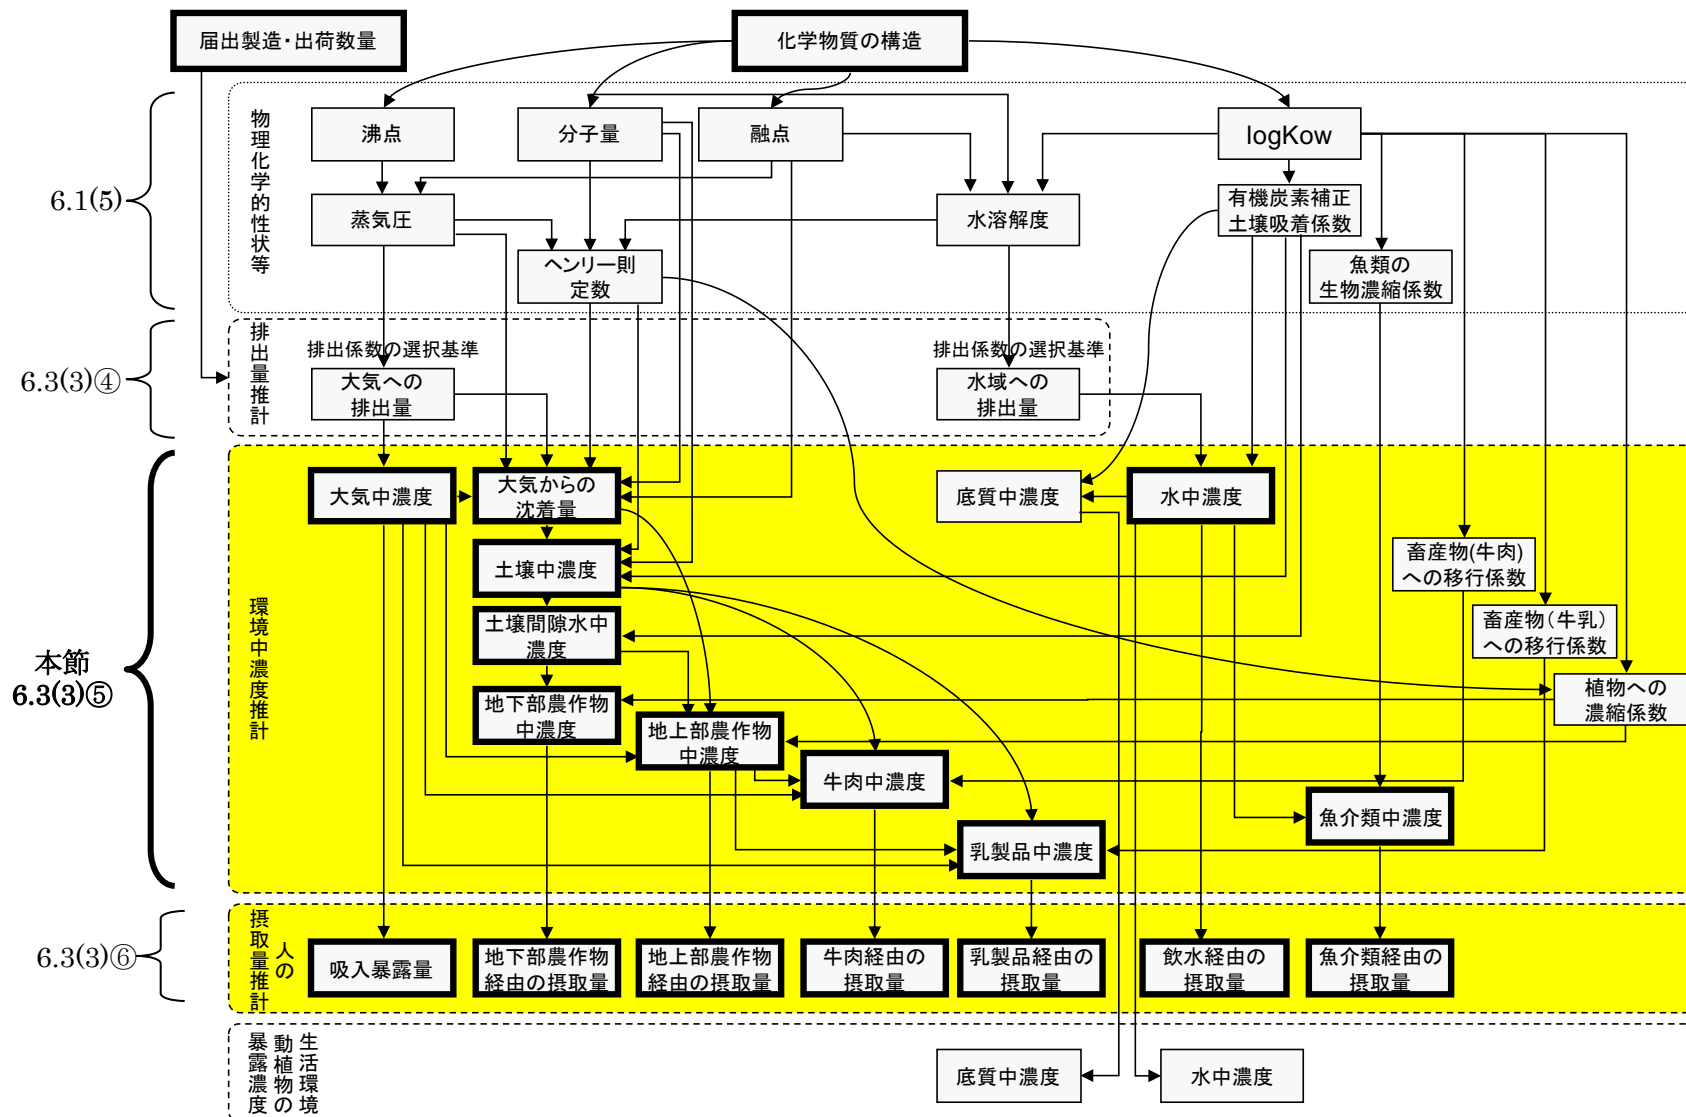 届出製造・出荷数量
化学物質の構造
6.1(5)
物理化学的性状等
沸点
分子量
融点
logKow
蒸気圧
水溶解度
有機炭素補正
土壌吸着係数
ヘンリー則
定数
魚類の
生物濃縮係数
6.3(3)④
排出量推計
排出係数の選択基準
大気への
排出量
排出係数の選択基準
水域への
排出量
本節
6.3(3)⑤
環境中濃度推計
大気中濃度
大気からの
沈着量
底質中濃度
水中濃度
土壌中濃度
畜産物(牛肉)
への移行係数
土壌間隙水中
濃度
畜産物(牛乳)
への移行係数
地下部農作物
中濃度
植物への
濃縮係数
地上部農作物
中濃度
牛肉中濃度
魚介類中濃度
乳製品中濃度
6.3(3)⑥
人の
摂取量推計
吸入暴露量
地下部農作物
経由の摂取量
地上部農作物
経由の摂取量
牛肉経由の
摂取量
乳製品経由の
摂取量
飲水経由の
摂取量
魚介類経由の
摂取量
生活環境
動植物の
暴露濃度
底質中濃度
水中濃度